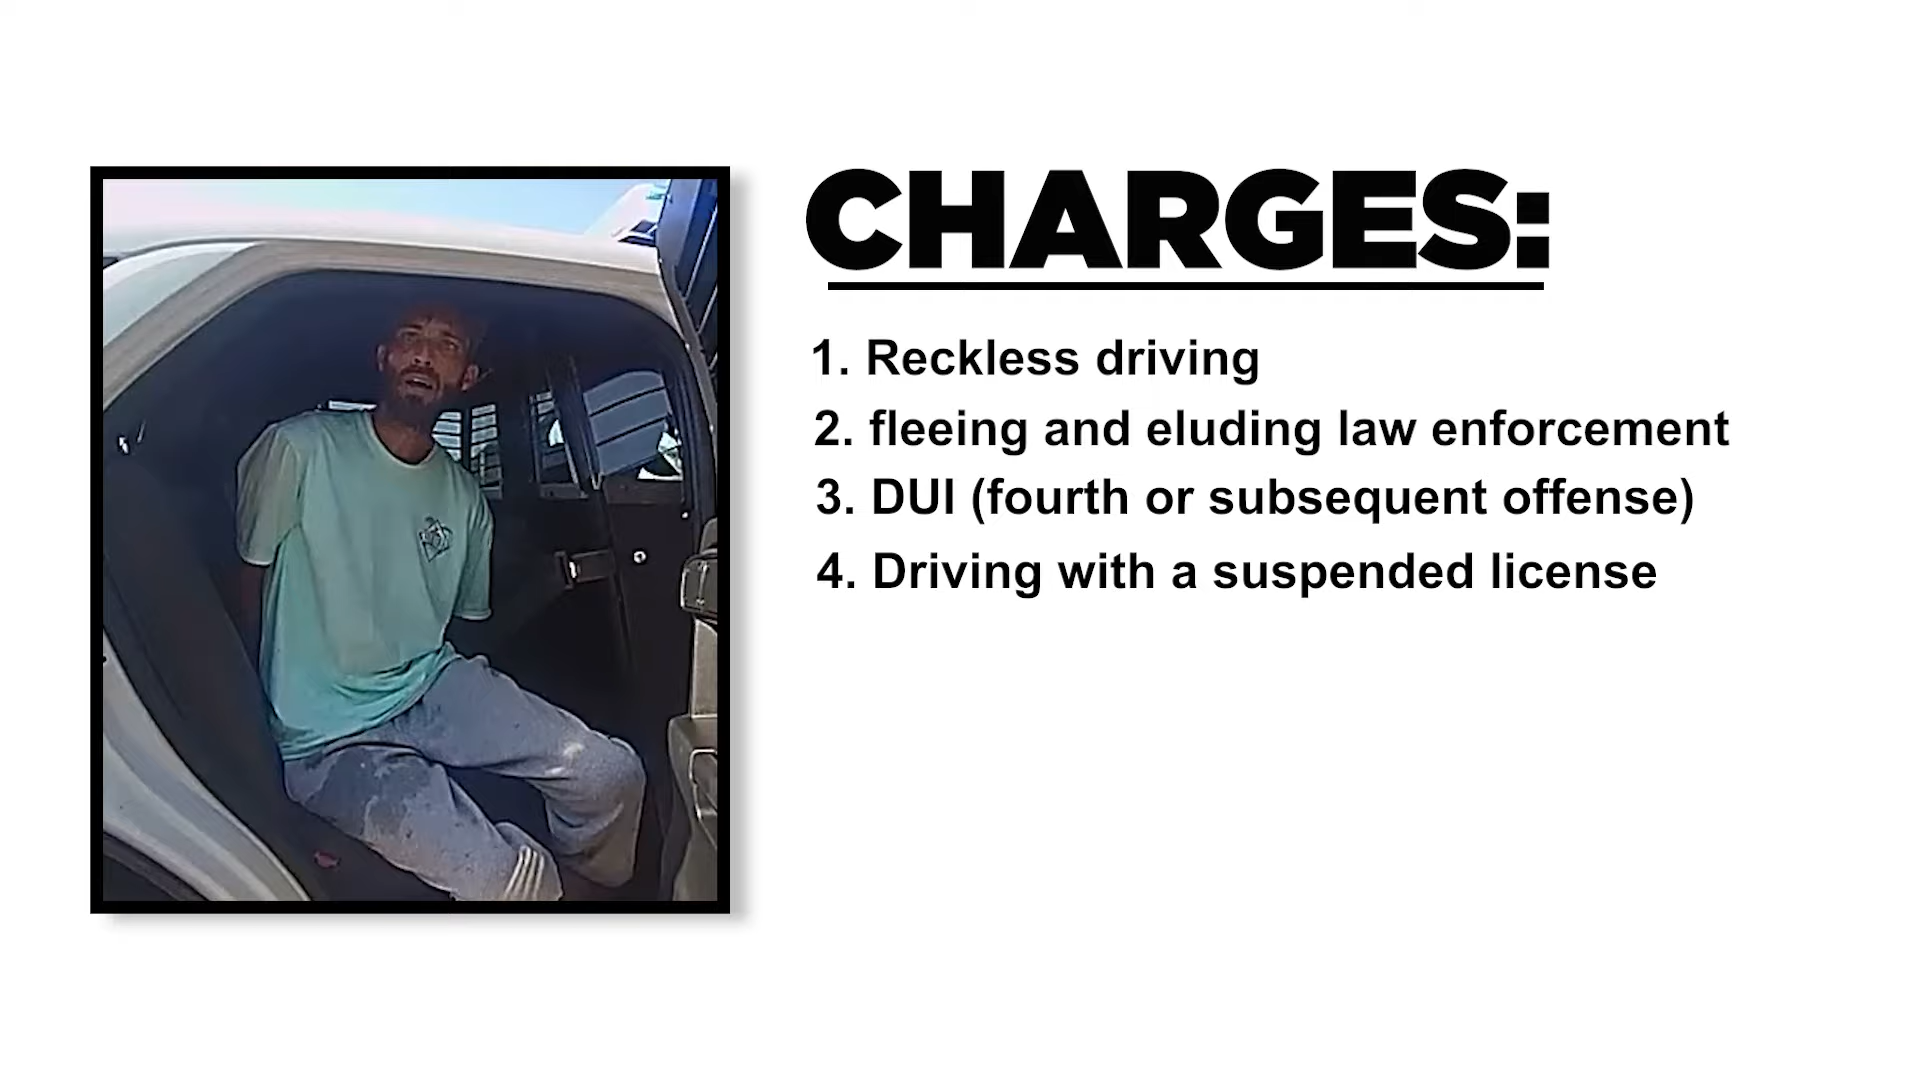 CHARGES:
1. Reckless driving
2. fleeing and eluding law enforcement
3. DUI (fourth or subsequent offense)
4. Driving with a suspended license